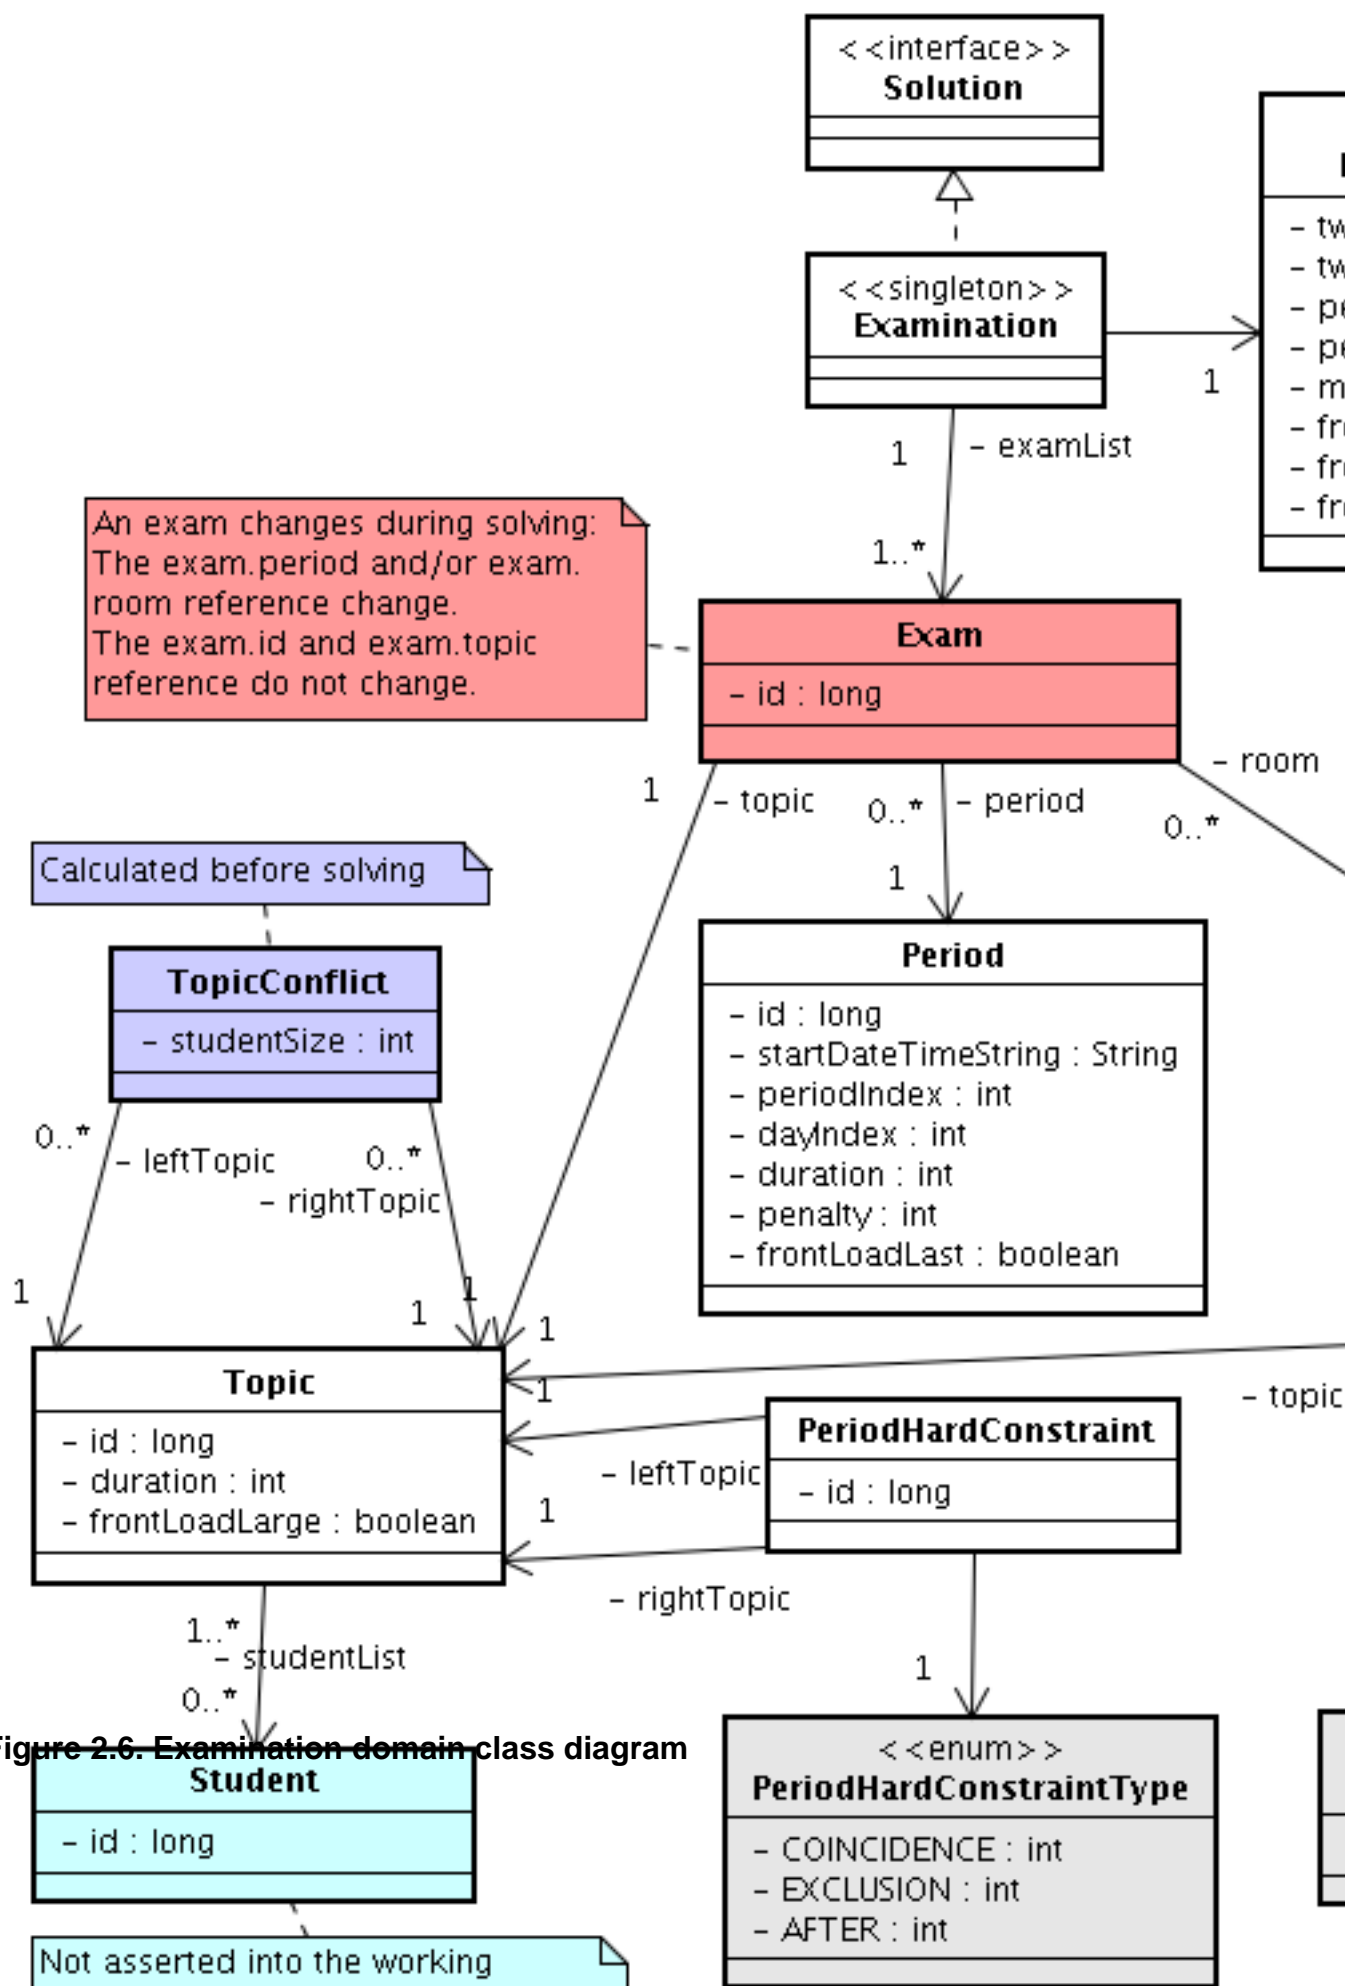 <<interface>>
Solution
<<singleton>>
Examination
1
1
- examList
1..*
An exam changes during solving:
The exam.period and/or exam.
room reference change.
The exam.id and exam.topic
reference do not change.
Exam
- id : long
1
- topic
0..*
- period
- room
0..*
1
Calculated before solving
TopicConflict
- studentSize : int
Period
- id : long
- startDateTimeString : String
- periodIndex : int
- dayIndex : int
- duration : int
- penalty : int
- frontLoadLast : boolean
0..*
- leftTopic
0..*
- rightTopic
1
1
1
1
1
Topic
- id : long
- duration : int
- frontLoadLarge : boolean
- topic
PeriodHardConstraint
- id : long
- leftTopic
1
- rightTopic
1..*
- studentList
0..*
1
Figure 2.6. Examination domain class diagram
Student
- id : long
<<enum>>
PeriodHardConstraintType
- COINCIDENCE : int
- EXCLUSION : int
- AFTER : int
Not asserted into the working